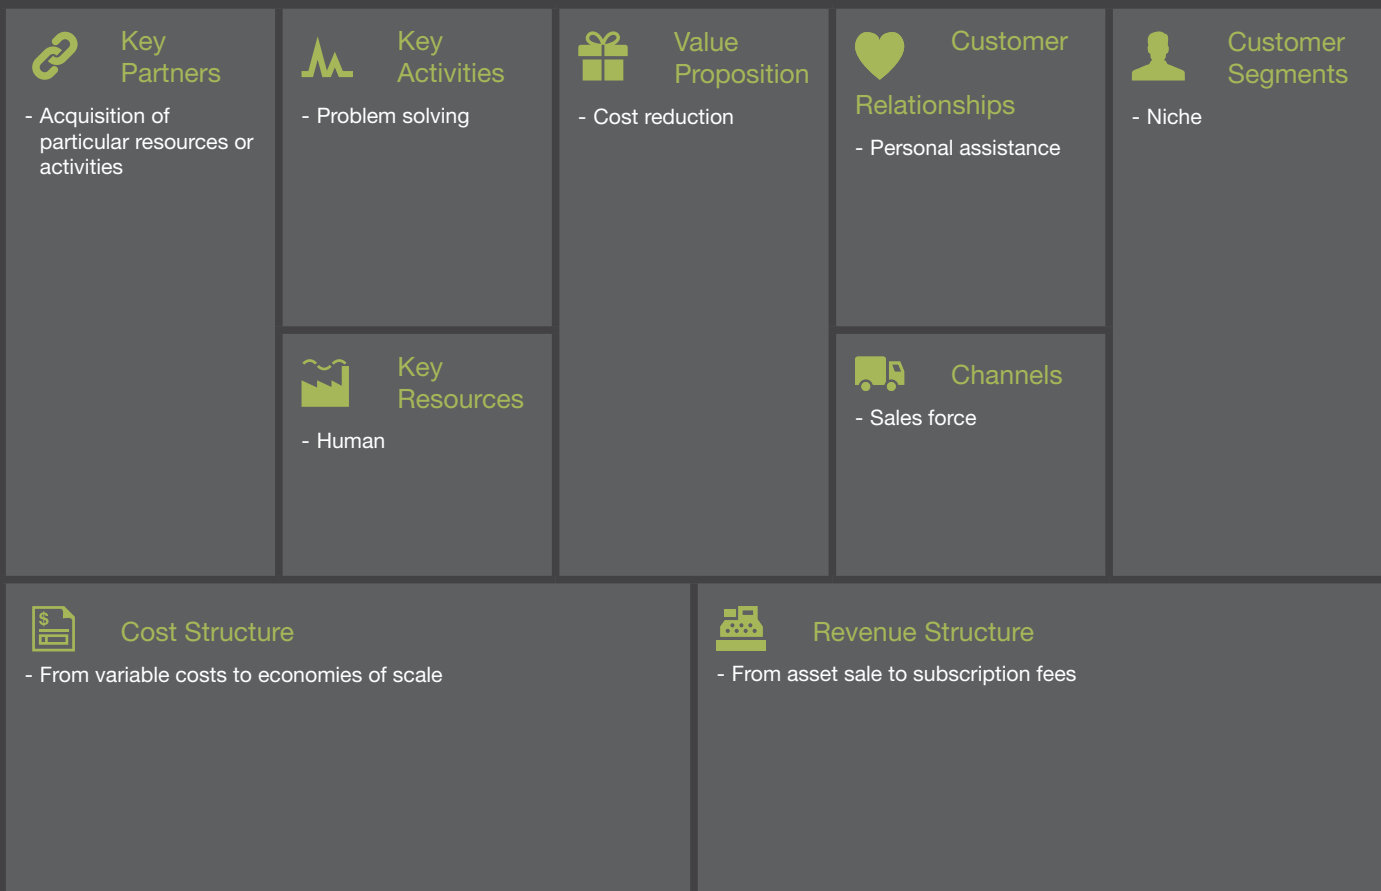 Key
Partners
- Acquisition of
particular resources or
activities
Key
Activities
- Problem solving
Key
Resources
- Human
Value
Proposition
- Cost reduction
Customer
Relationships
- Personal assistance
Channels
- Sales force
Customer
Segments
- Niche
$
Cost Structure
- From variable costs to economies of scale
Revenue Structure
- From asset sale to subscription fees